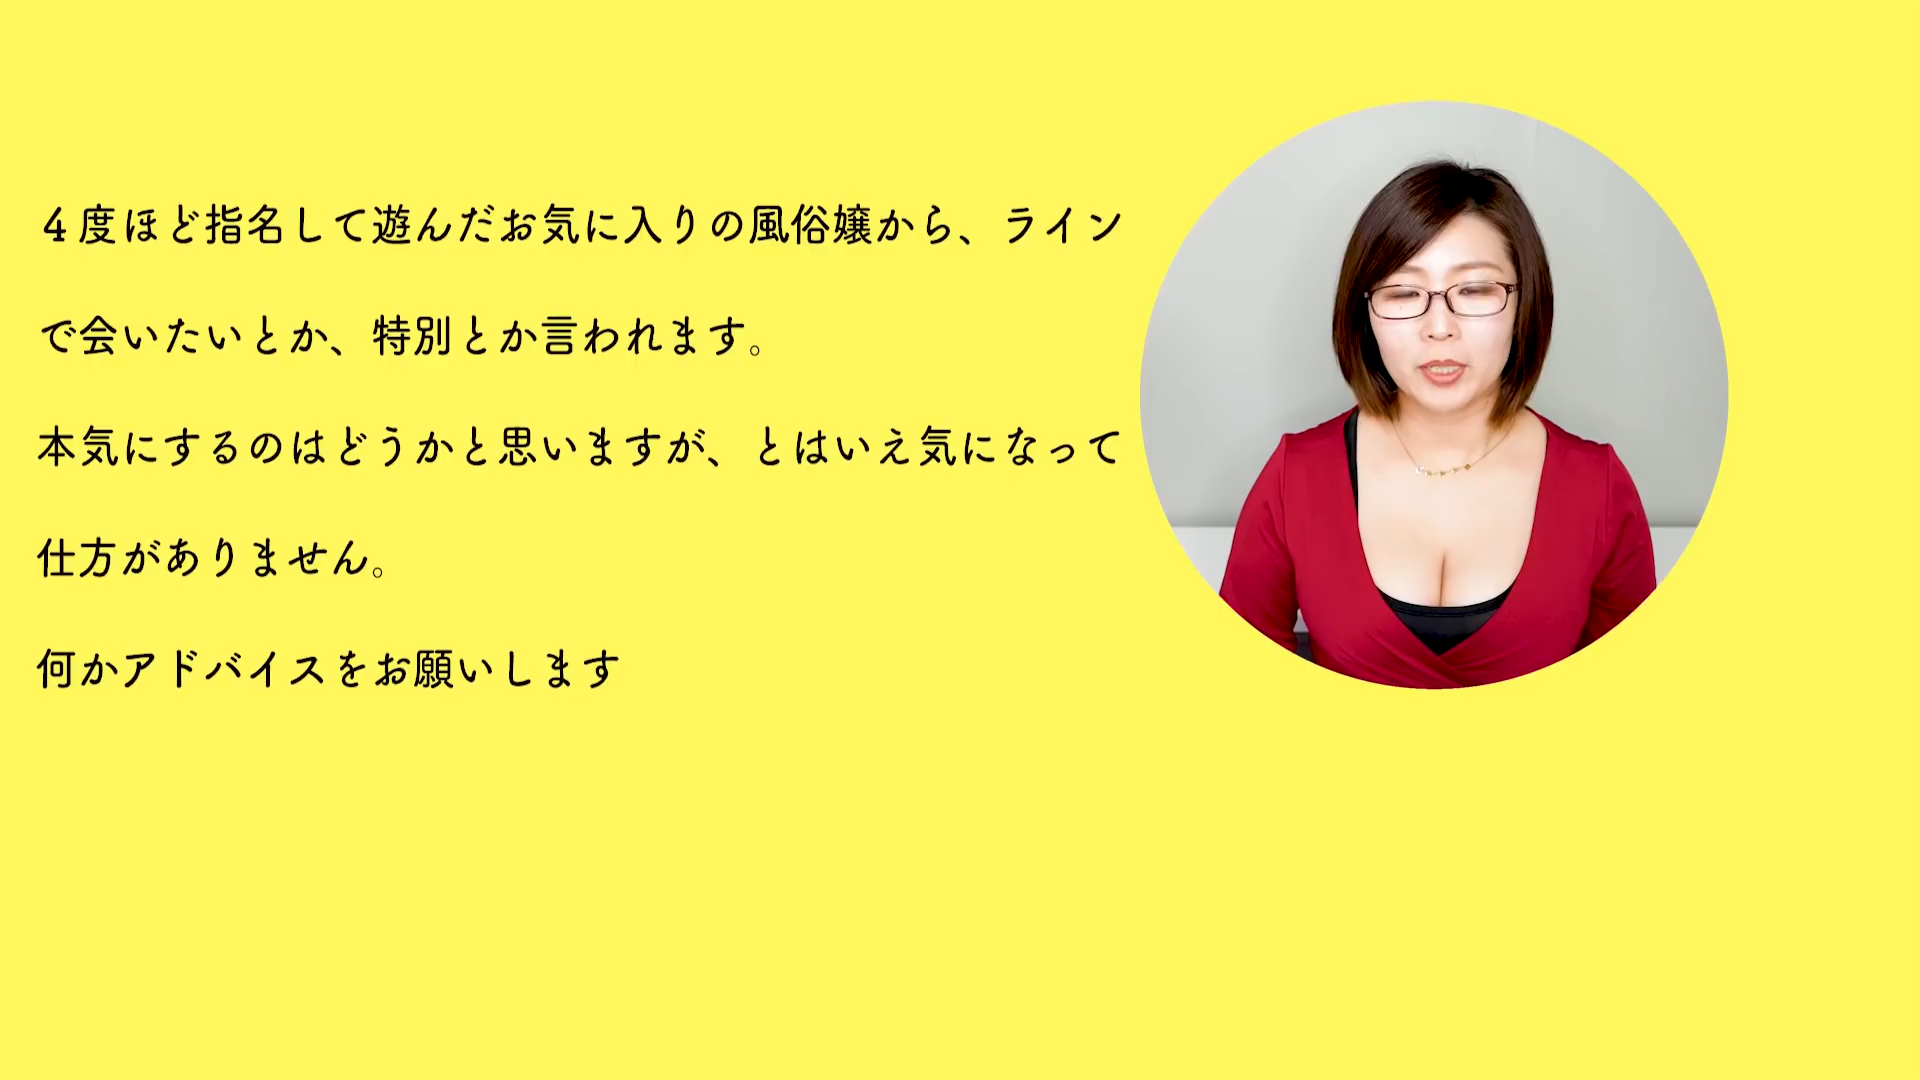 ４度ほど指名して遊んだお気に入りの風俗嬢から、ライン
で会いたいとか、特別とか言われます。
本気にするのはどうかと思いますが、とはいえ気になって
仕方がありません。
何かアドバイスをお願いします